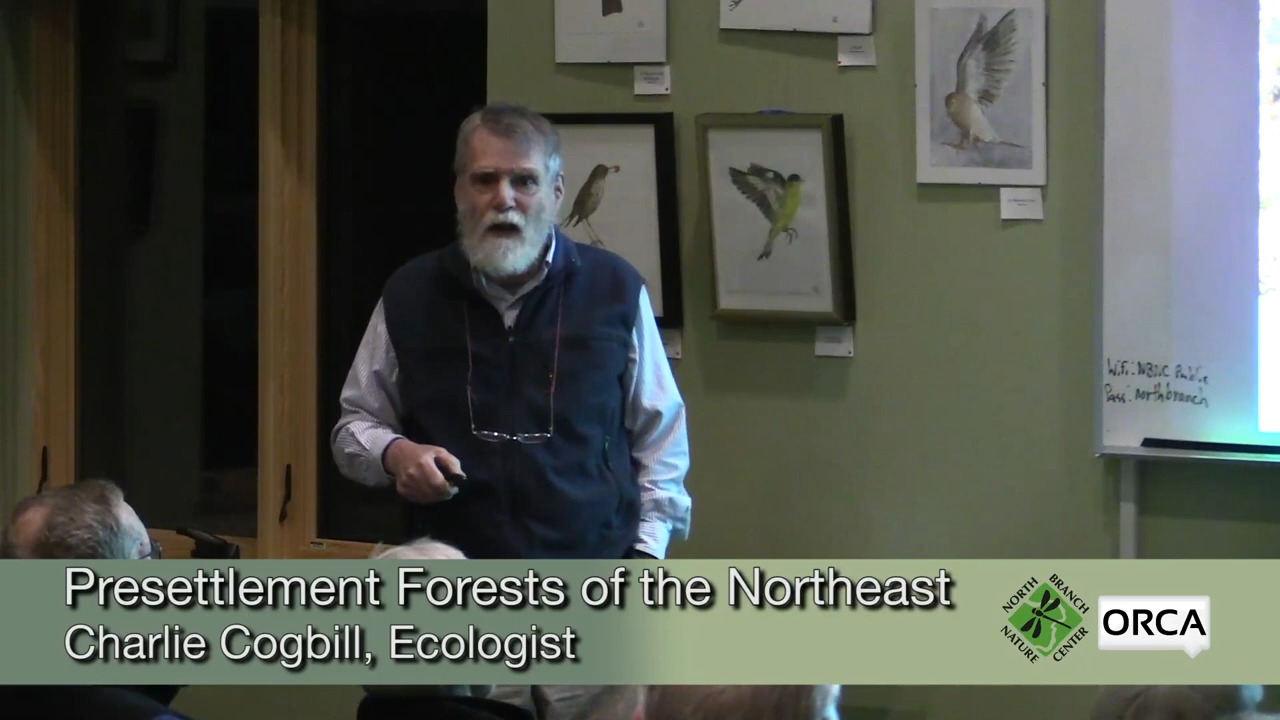 WiFi: NBNC Public
Pass: northbranch
Presettlement Forests of the Northeast
Charlie Cogbill, Ecologist
NORTH BRANCH
NATURE CENTER
ORCA